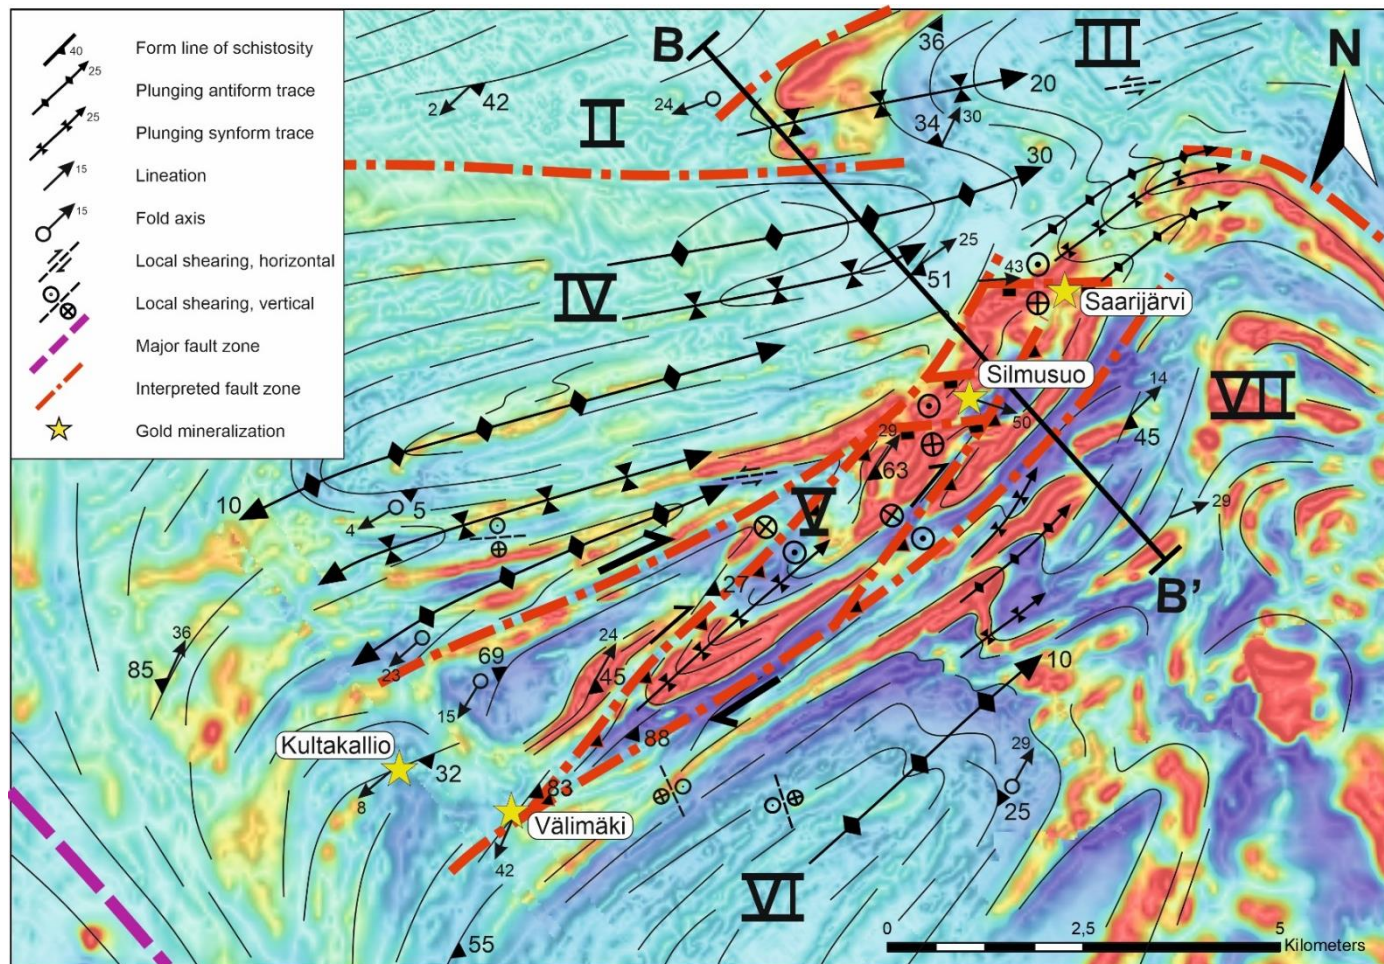 40
Form line of schistosity
25
Plunging antiform trace
25
Plunging synform trace
15
Lineation
15
Fold axis
Local shearing, horizontal
Local shearing, vertical
Major fault zone
Interpreted fault zone
Gold mineralization
B
36
III
N
2
42
24
20
II
34
30
30
25
51
IV
43
Saarijärvi
Silmusuo
14
VII
50
45
29
63
10
5
4
V
29
27
B'
36
85
23
69
24
45
10
15
88
Kultakallio
32
29
8
83
25
Välimäki
42
VI
55
0
2,5
5
Kilometers